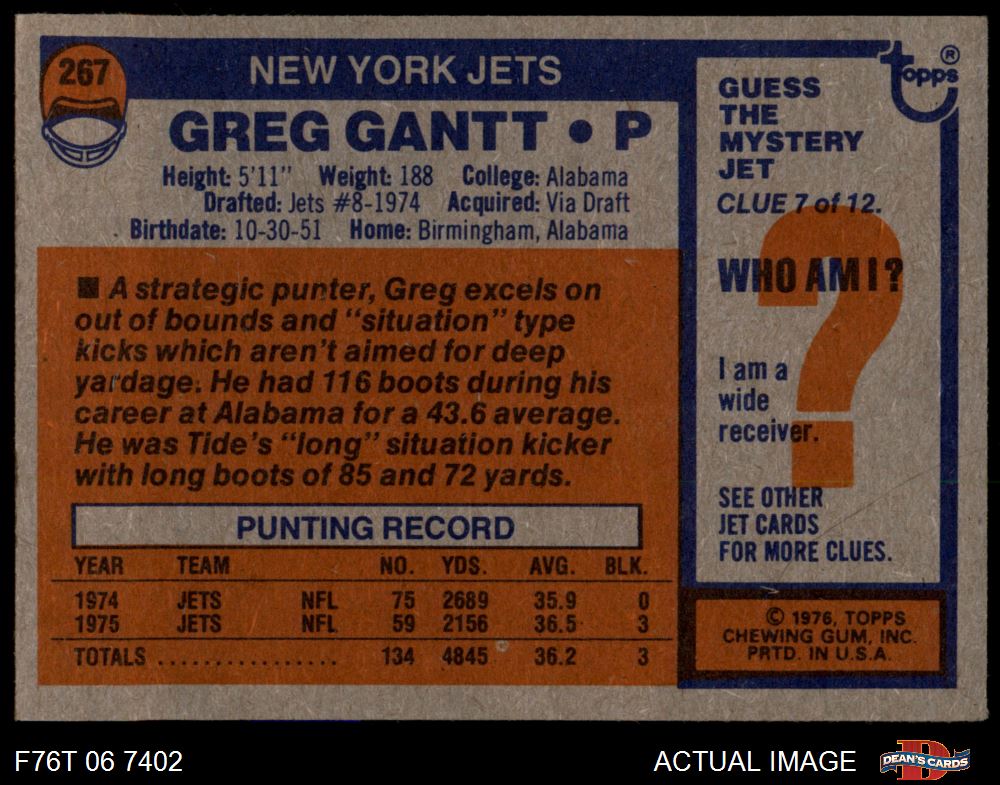 267
NEW YORK JETS
GREG GANTT • P
Height: 5'11" Weight: 188 College: Alabama
Drafted: Jets #8-1974 Acquired: Via Draft
Birthdate: 10-30-51 Home: Birmingham, Alabama
■ A strategic punter, Greg excels on
out of bounds and "situation" type
kicks which aren't aimed for deep
yardage. He had 116 boots during his
career at Alabama for a 43.6 average.
He was Tide's "long" situation kicker
with long boots of 85 and 72 yards.
PUNTING RECORD
YEAR TEAM NO. YDS. AVG. BLK.
1974 JETS NFL 75 2689 35.9 0
1975 JETS NFL 59 2156 36.5 3
TOTALS ................ 134 4845 36.2 3
topps ®
GUESS
THE
MYSTERY
JET
CLUE 7 of 12.
?
WHO AM I?
I am a
wide
receiver.
SEE OTHER
JET CARDS
FOR MORE CLUES.
© 1976, TOPPS
CHEWING GUM, INC.
PRTD. IN U.S.A.
F76T 06 7402
ACTUAL IMAGE
D
DEAN'S CARDS